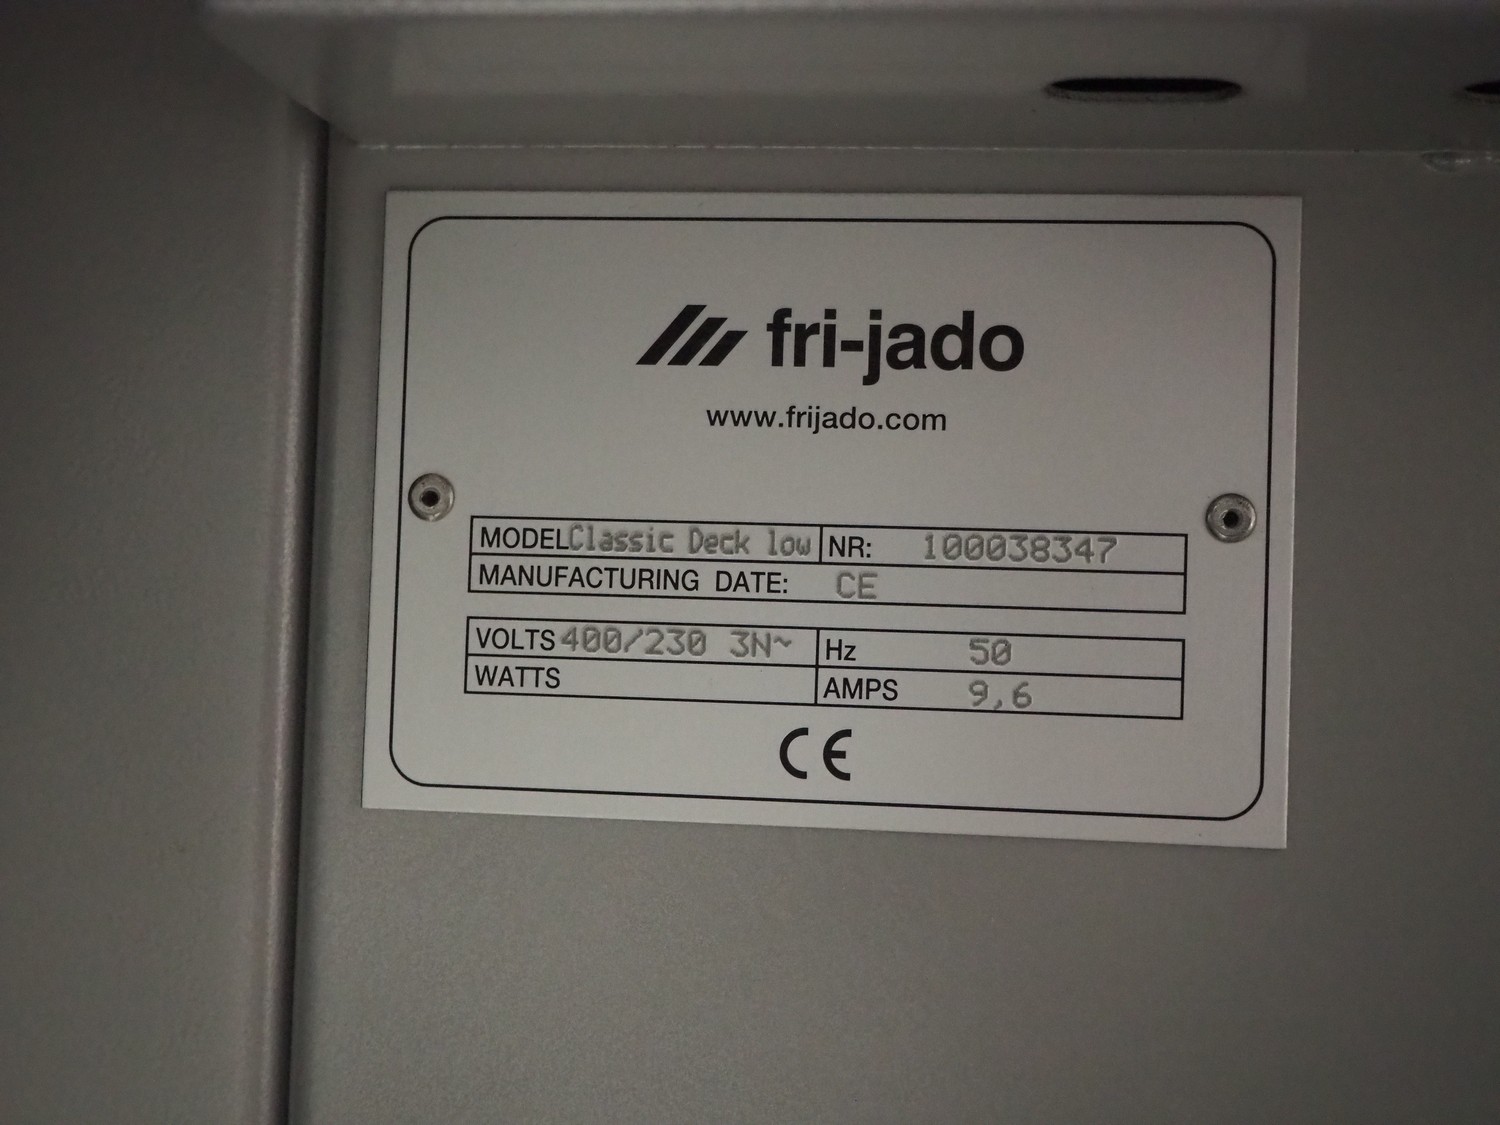 fri-jado
www.frijado.com
MODEL Classic Deck low NR: 100038347
MANUFACTURING DATE: CE
VOLTS 400/230 3N~ Hz 50
WATTS AMPS 9,6
CE